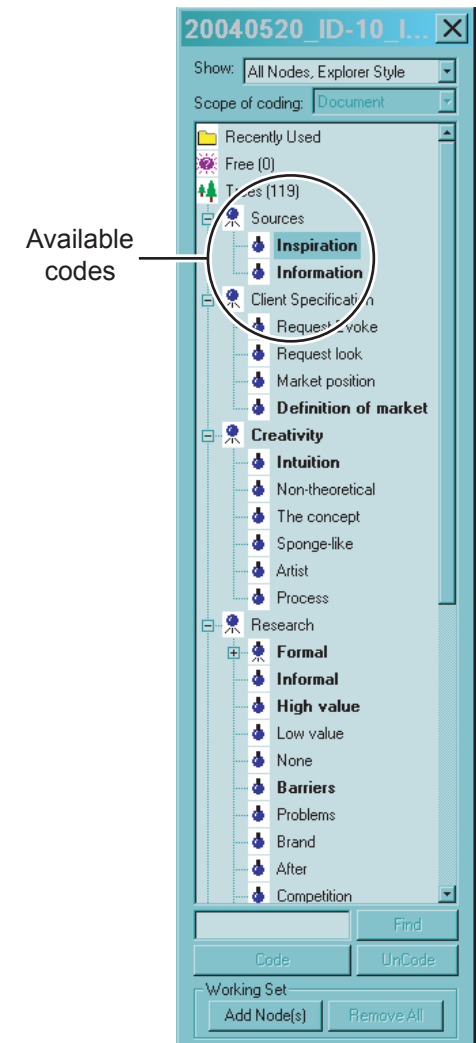 20040520_ID-10_I...
Show: All Nodes, Explorer Style
Scope of coding: Document
Recently Used
Free (0)
Trees (119)
Sources
Available
codes
Inspiration
Information
Client Specification
Request Evoke
Request look
Market position
Definition of market
Creativity
Intuition
Non-theoretical
The concept
Sponge-like
Artist
Process
Research
Formal
Informal
High value
Low value
None
Barriers
Problems
Brand
After
Competition
Find
Code UnCode
Working Set
Add Node(s) Remove All